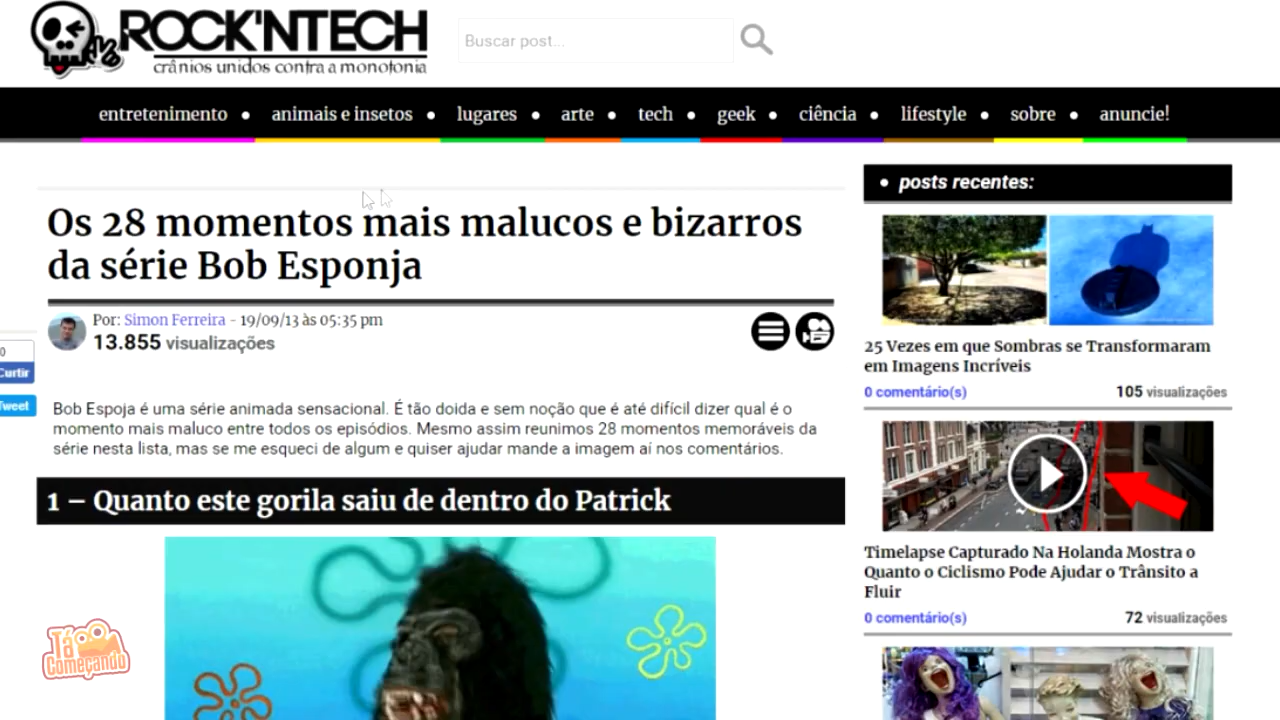 ROCK'NTECH
crânios unidos contra a monotonia
Buscar post...
entretenimento • animais e insetos • lugares • arte • tech • geek • ciência • lifestyle • sobre • anuncie!
Os 28 momentos mais malucos e bizarros
da série Bob Esponja
Por: Simon Ferreira - 19/09/13 às 05:35 pm
13.855 visualizações
0
Curtir
Tweet
Bob Espoja é uma série animada sensacional. É tão doida e sem noção que é até difícil dizer qual é o
momento mais maluco entre todos os episódios. Mesmo assim reunimos 28 momentos memoráveis da
série nesta lista, mas se me esqueci de algum e quiser ajudar mande a imagem aí nos comentários.
1 – Quanto este gorila saiu de dentro do Patrick
Tá
Começando
• posts recentes:
25 Vezes em que Sombras se Transformaram
em Imagens Incríveis
0 comentário(s) 105 visualizações
Timelapse Capturado Na Holanda Mostra o
Quanto o Ciclismo Pode Ajudar o Trânsito a
Fluir
0 comentário(s) 72 visualizações